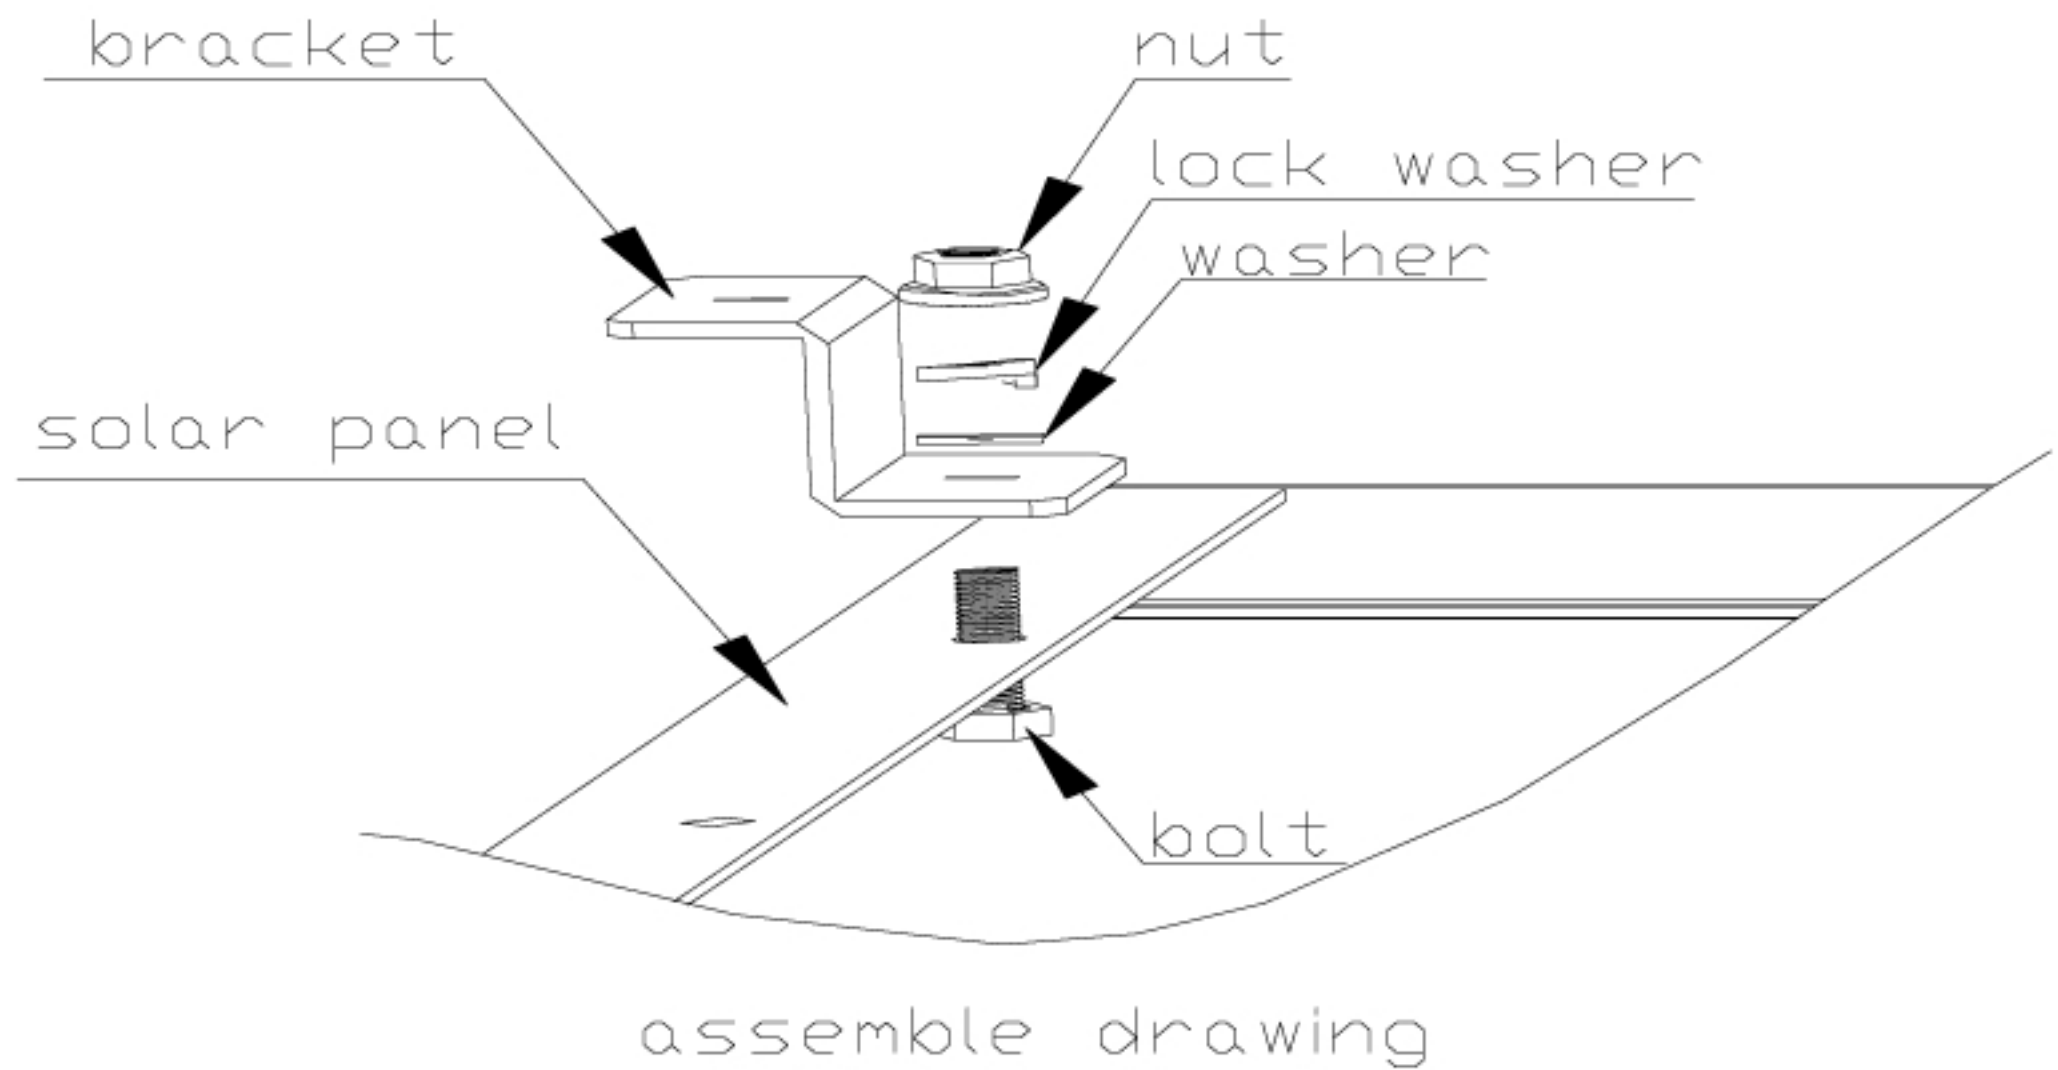 bracket
nut
lock washer
washer
solar panel
bolt
assemble drawing